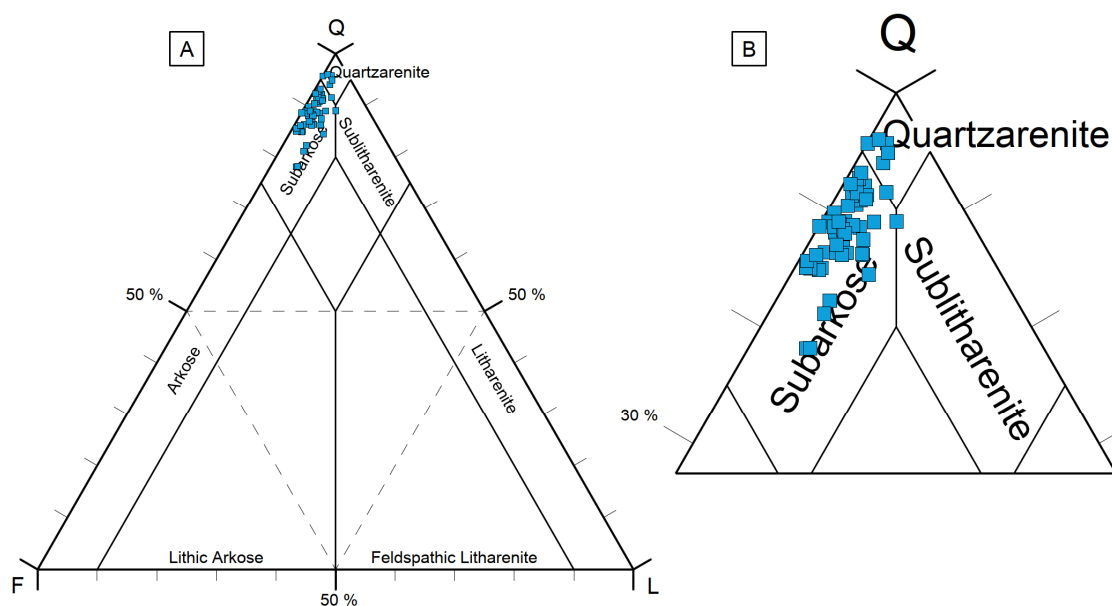 A
Q
Quartzarenite
Subarkose
Sublitharenite
50 %
50 %
Arkose
Litharenite
Lithic Arkose
Feldspathic Litharenite
F
L
50 %
B
Q
Quartzarenite
Subarkose
Sublitharenite
30 %